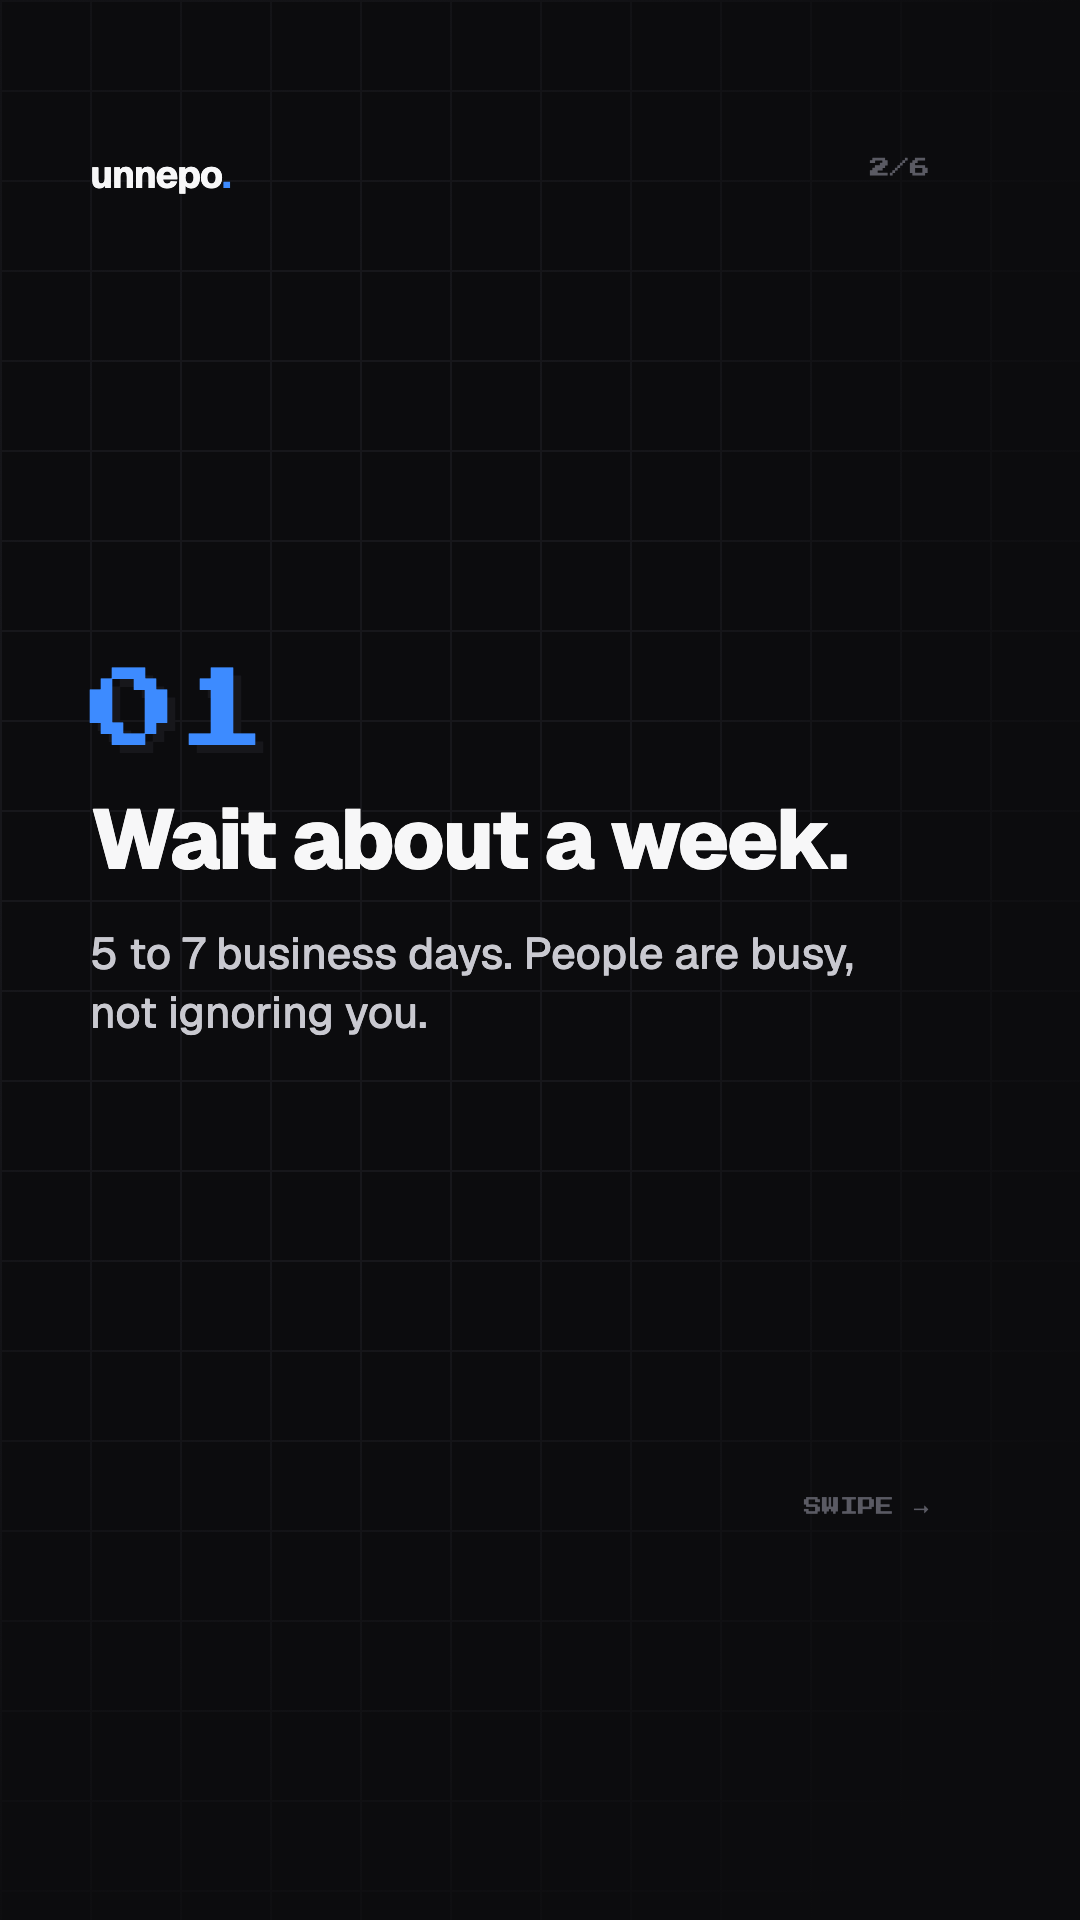 unnepo.
2/6
01
Wait about a week.
5 to 7 business days. People are busy,
not ignoring you.
SWIPE →